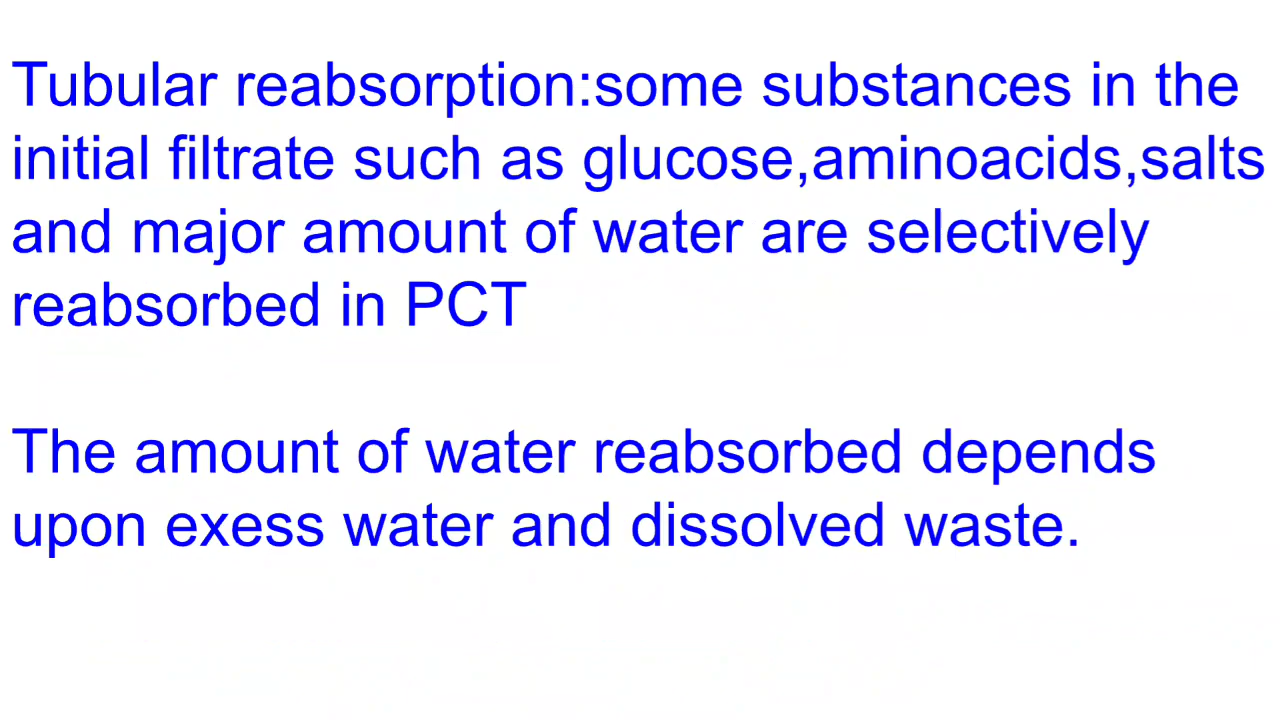 Tubular reabsorption:some substances in the
initial filtrate such as glucose,aminoacids,salts
and major amount of water are selectively
reabsorbed in PCT
The amount of water reabsorbed depends
upon exess water and dissolved waste.